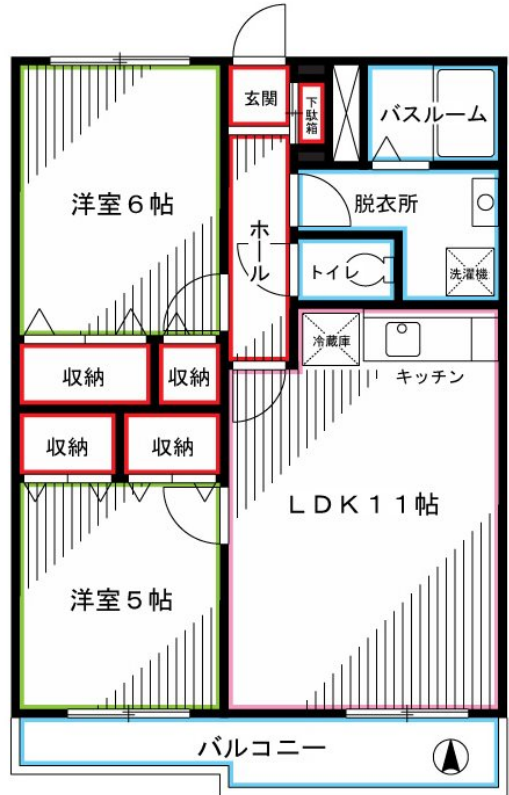 玄関
下駄箱
バスルーム
洋室6帖
脱衣所
ホール
トイレ
洗濯機
冷蔵庫
キッチン
収納
収納
収納
収納
LDK11帖
洋室5帖
バルコニー